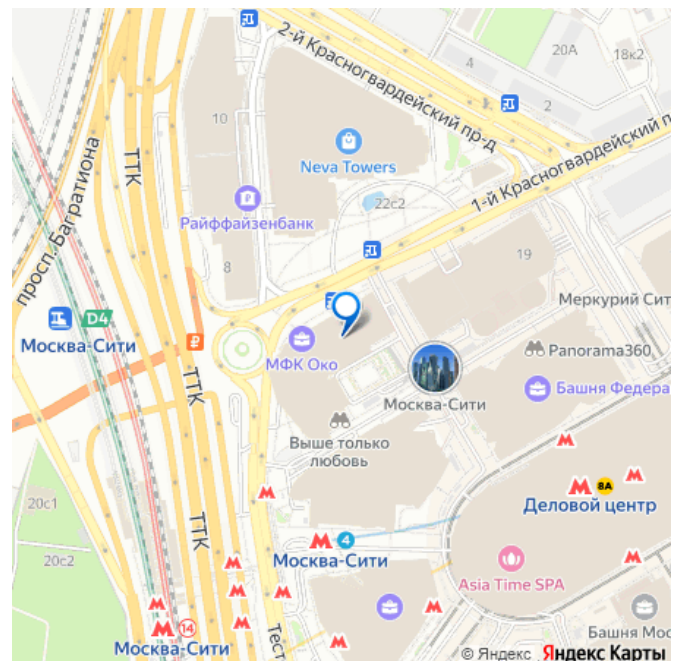 2-й Красногвардейский пр-д
4
20А
18к2
2
10
Neva Towers
1-й Красногвардейский п
22с2
Райффайзенбанк
ТТК
просп. Багратиона
8
19
Меркурий Сит
D4
Москва-Сити
МФК Око
Panorama360
Москва-Сити
Башня Федера
ТТК
Выше только
любовь
8А
Деловой центр
20с1
ТТК
4
Москва-Сити
20с2
Asia Time SPA
14
Москва-Сити
Тест
Башня Мос
© Яндекс Яндекс Карты